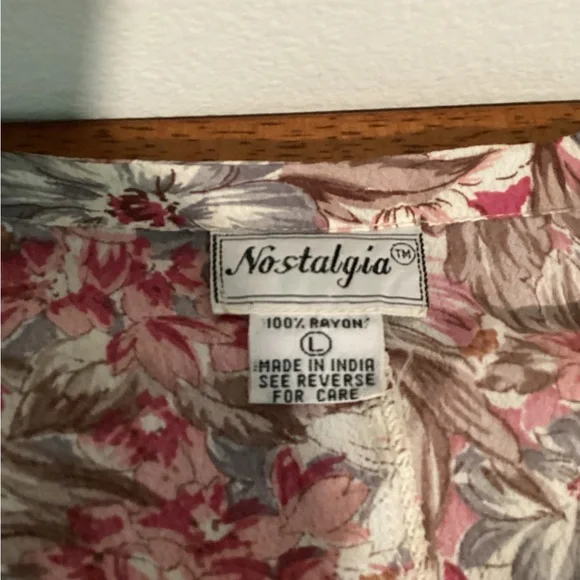 Nostalgia™
100% RAYON
L
MADE IN INDIA
SEE REVERSE
FOR CARE